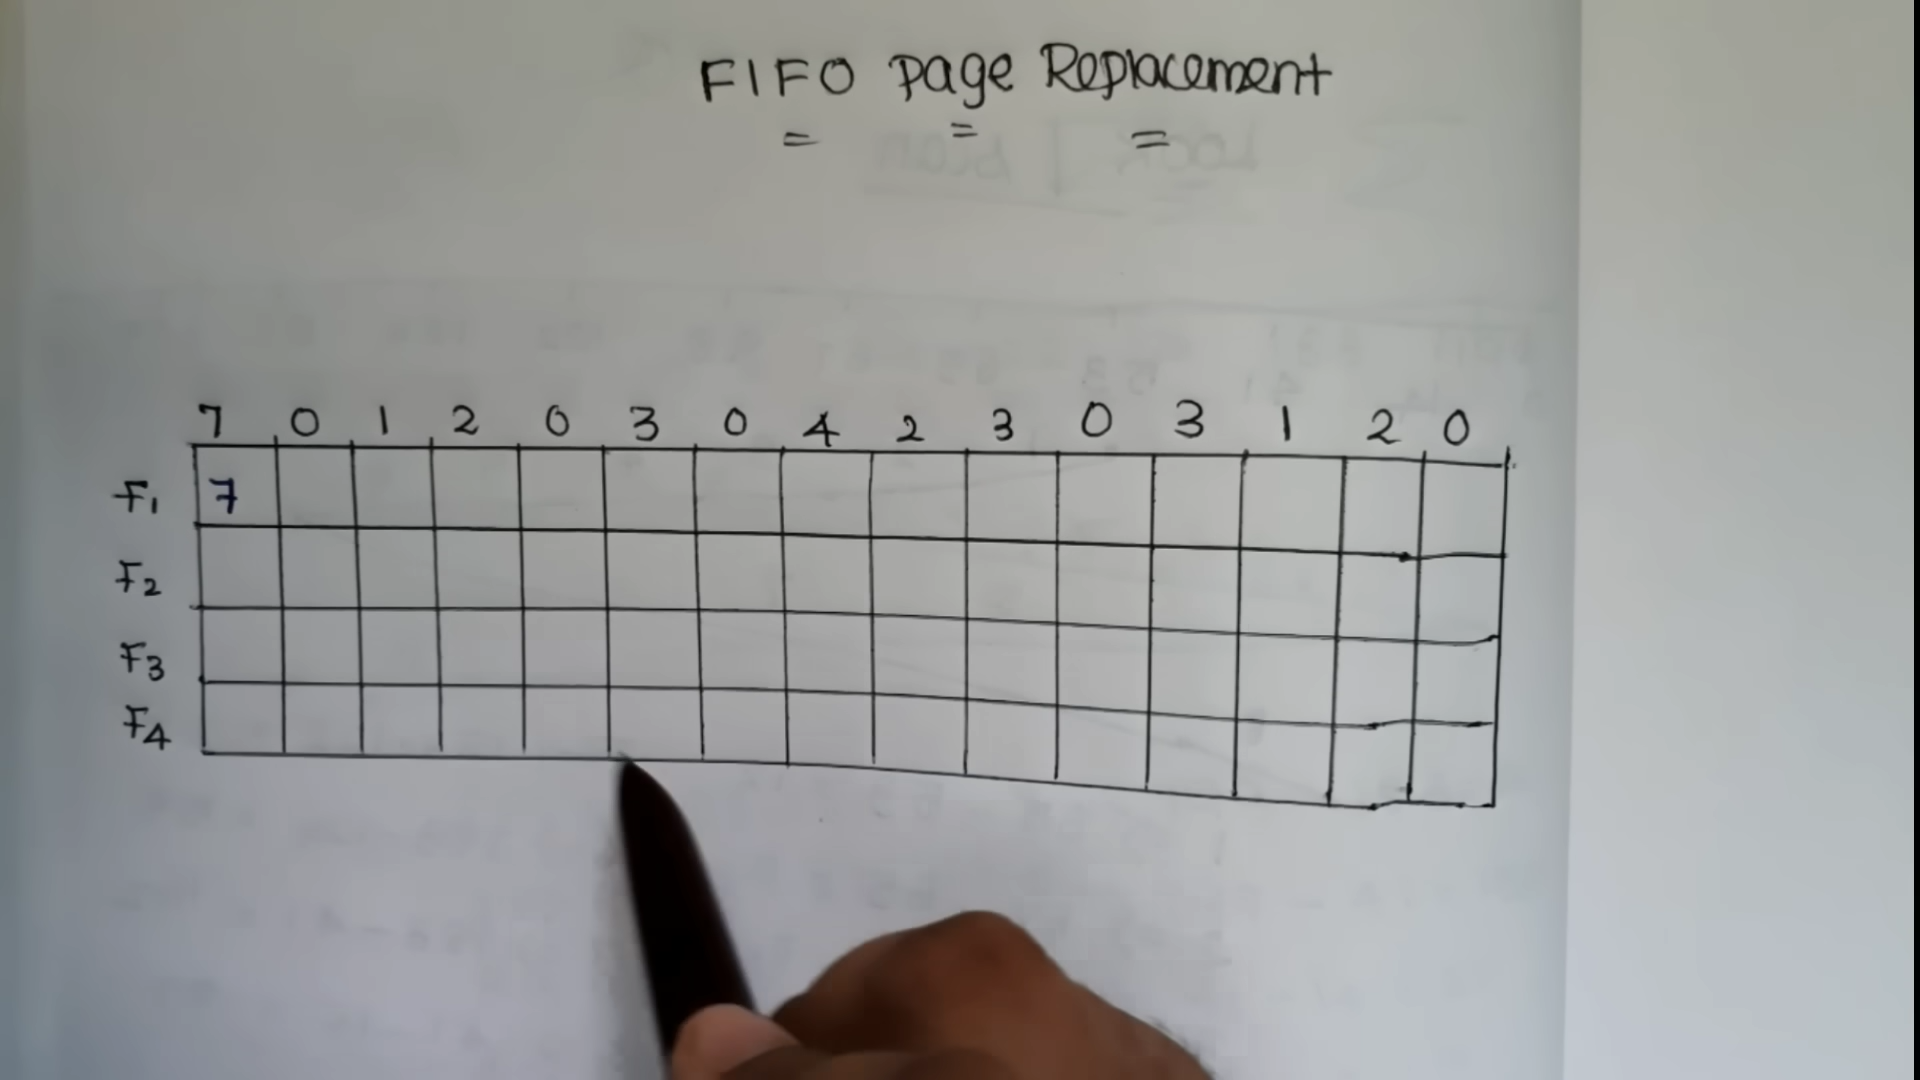 FIFO Page Replacement
7 0 1 2 0 3 0 4 2 3 0 3 1 2 0
F1 7
F2
F3
F4